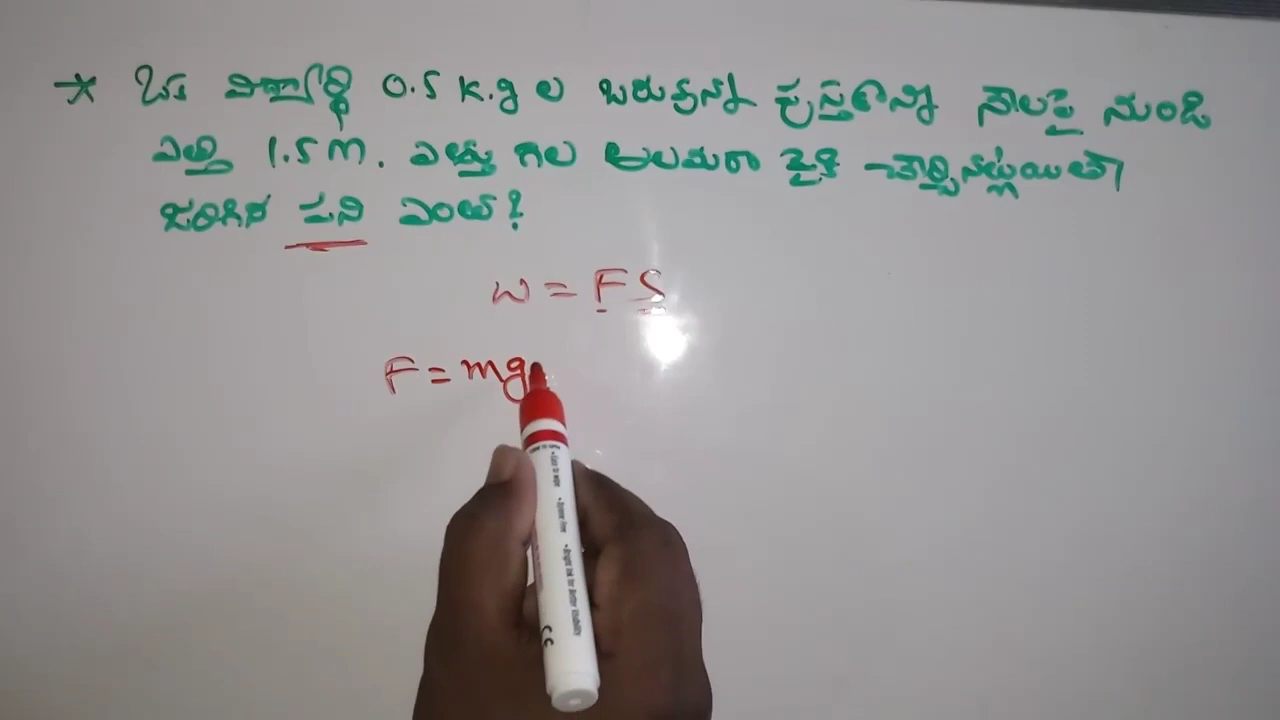 * ఒక విద్యార్థి 0.5 K.g ల బరువున్న పుస్తకాన్ని నేలపై నుండి
ఎత్తి 1.5 m. ఎత్తు గల అలమరా పైకి చేర్చినట్లయితే
జరిగిన పని ఎంత?
W = FS
F = mg